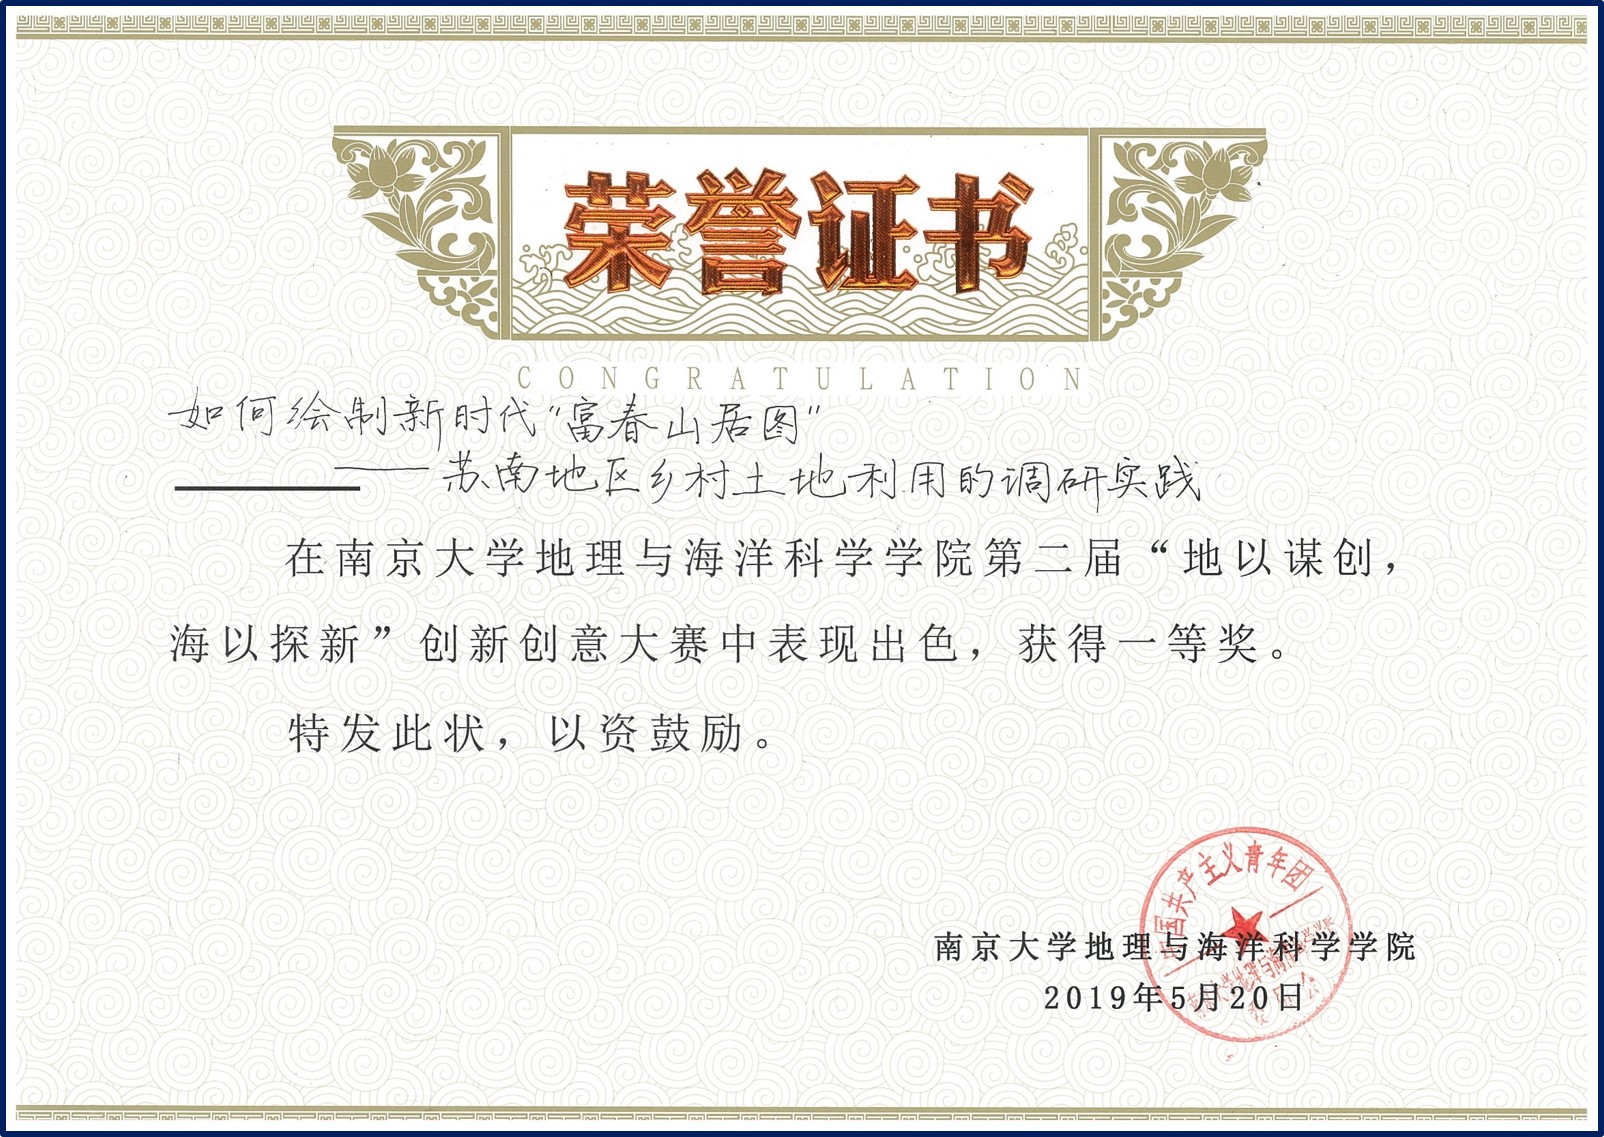 荣誉证书
CONGRATULATION
如何绘制新时代“富春山居图”
——苏南地区乡村土地利用的调研实践
在南京大学地理与海洋科学学院第二届“地以谋创，
海以探新”创新创意大赛中表现出色，获得一等奖。
特发此状，以资鼓励。
中国共产主义青年团
南京大学地理与海洋科学学院
2019年5月20日